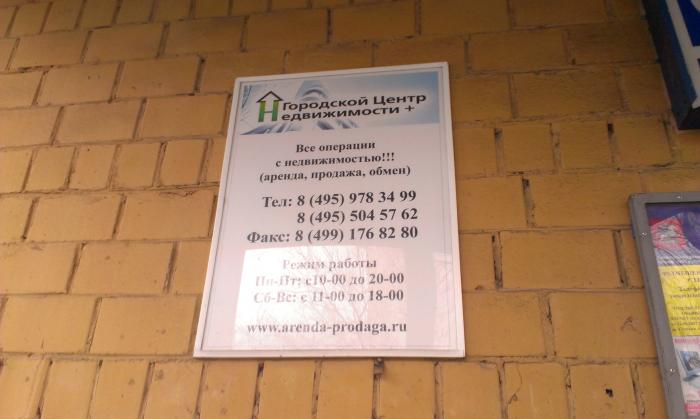 Городской Центр
Недвижимости +
Все операции
с недвижимостью!!!
(аренда, продажа, обмен)
Тел: 8 (495) 978 34 99
8 (495) 504 57 62
Факс: 8 (499) 176 82 80
Режим работы
Пн-Пт: с10-00 до 20-00
Сб-Вс: с 11-00 до 18-00
www.arenda-prodaga.ru